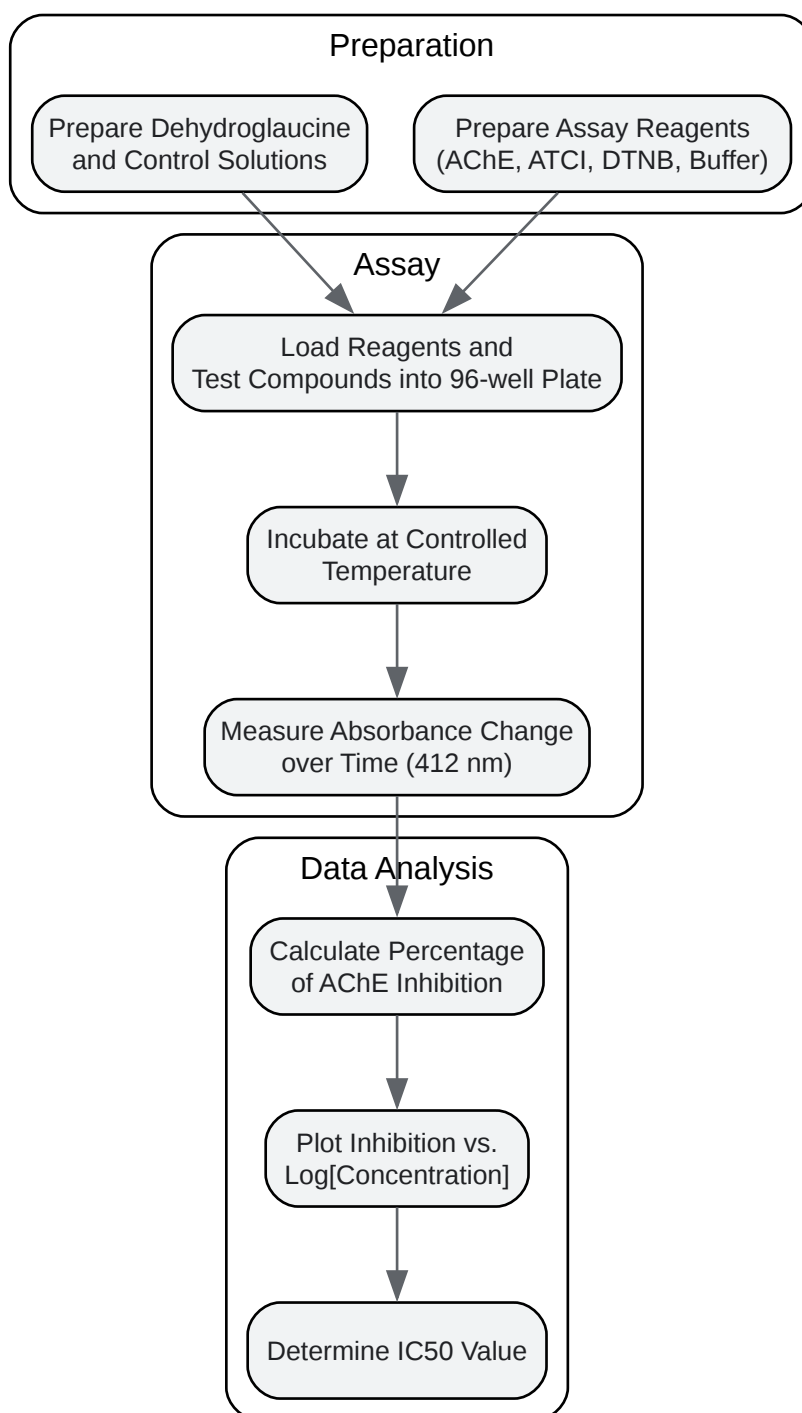 Preparation
Prepare Dehydroglaucine
and Control Solutions
Prepare Assay Reagents
(AChE, ATCI, DTNB, Buffer)
Assay
Load Reagents and
Test Compounds into 96-well Plate
Incubate at Controlled
Temperature
Measure Absorbance Change
over Time (412 nm)
Data Analysis
Calculate Percentage
of AChE Inhibition
Plot Inhibition vs.
Log[Concentration]
Determine IC50 Value